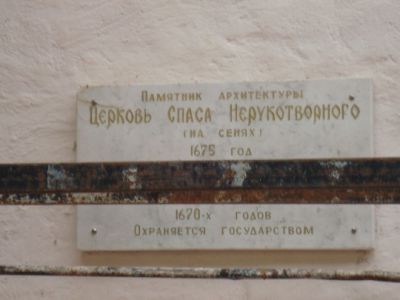 Памятник архитектуры
Церковь Спаса Нерукотворного
(на сенях)
1675 год
1670-х годов
Охраняется государством